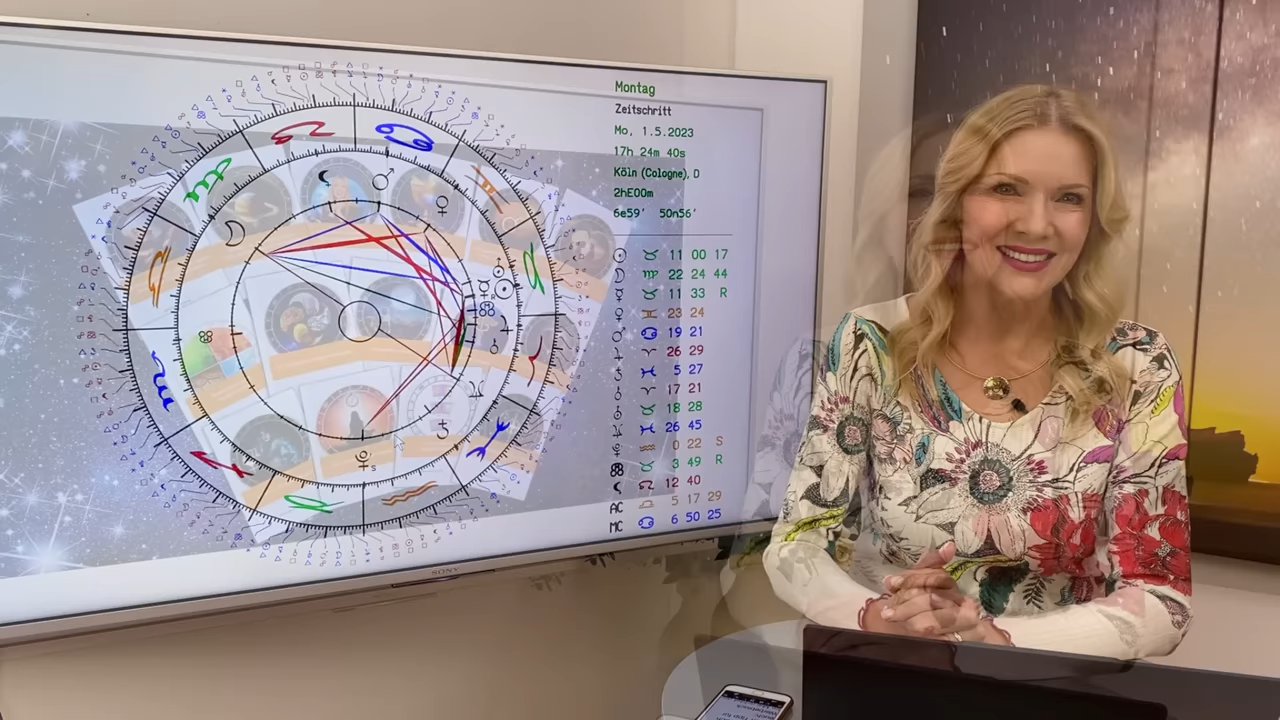 Montag
Zeitschritt
Mo, 1.5.2023
17h 24m 40s
Köln (Cologne), D
2hE00m
6e59' 50n56'
☉ ♉ 11 00 17
☽ ♍ 22 24 44
☿ ♉ 11 33 R
♀ ♊ 23 24
♂ ♋ 19 21
♃ ♈ 26 29
♄ ♓ 5 27
⚷ ♈ 17 21
♅ ♉ 18 28
♆ ♓ 26 45
♇ ♒ 0 22 S
☊ ♉ 3 49 R
⚸ ♌ 12 40
AC ♎ 5 17 29
MC ♋ 6 50 25
SONY